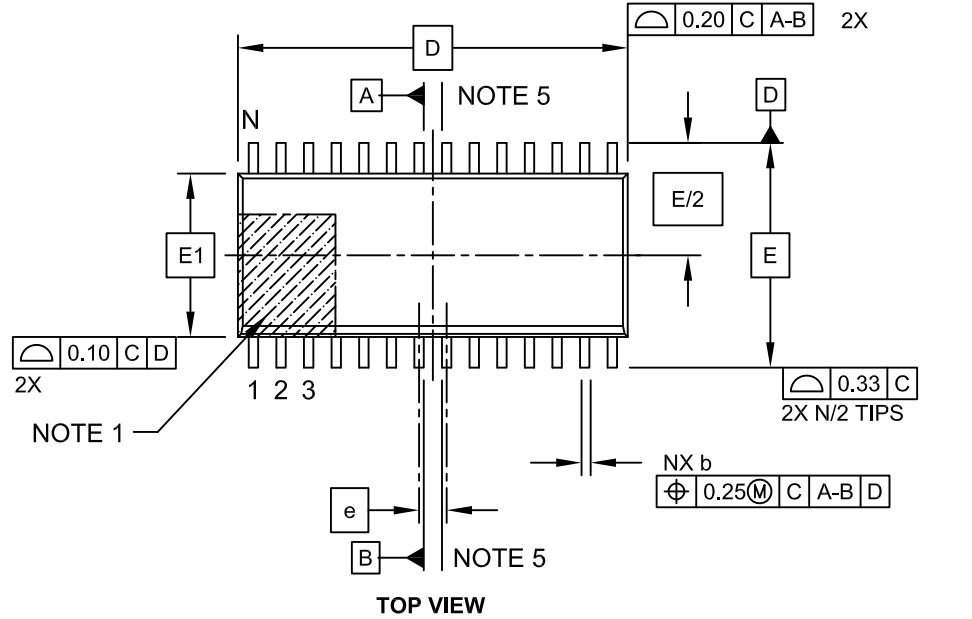 0.20 C A-B 2X
D
A NOTE 5
D
N
E/2
E1
E
0.10 C D
2X
0.33 C
2X N/2 TIPS
1 2 3
NOTE 1
NX b
0.25Ⓜ C A-B D
e
B NOTE 5
TOP VIEW